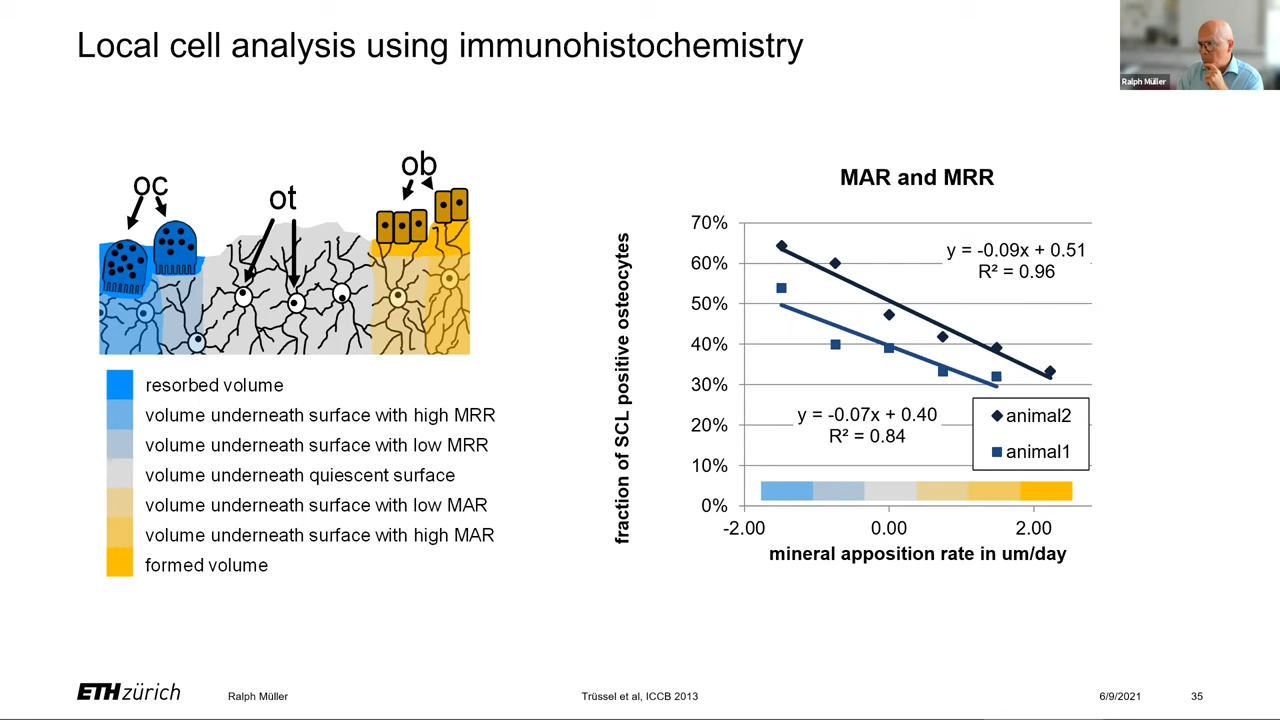 Local cell analysis using immunohistochemistry
Ralph Müller
oc
ot
ob
resorbed volume
volume underneath surface with high MRR
volume underneath surface with low MRR
volume underneath quiescent surface
volume underneath surface with low MAR
volume underneath surface with high MAR
formed volume
MAR and MRR
fraction of SCL positive osteocytes
70%
60%
50%
40%
30%
20%
10%
0%
y = -0.09x + 0.51
R² = 0.96
y = -0.07x + 0.40
R² = 0.84
animal2
animal1
-2.00 0.00 2.00
mineral apposition rate in um/day
ETH zürich
Ralph Müller
Trüssel et al, ICCB 2013
6/9/2021
35